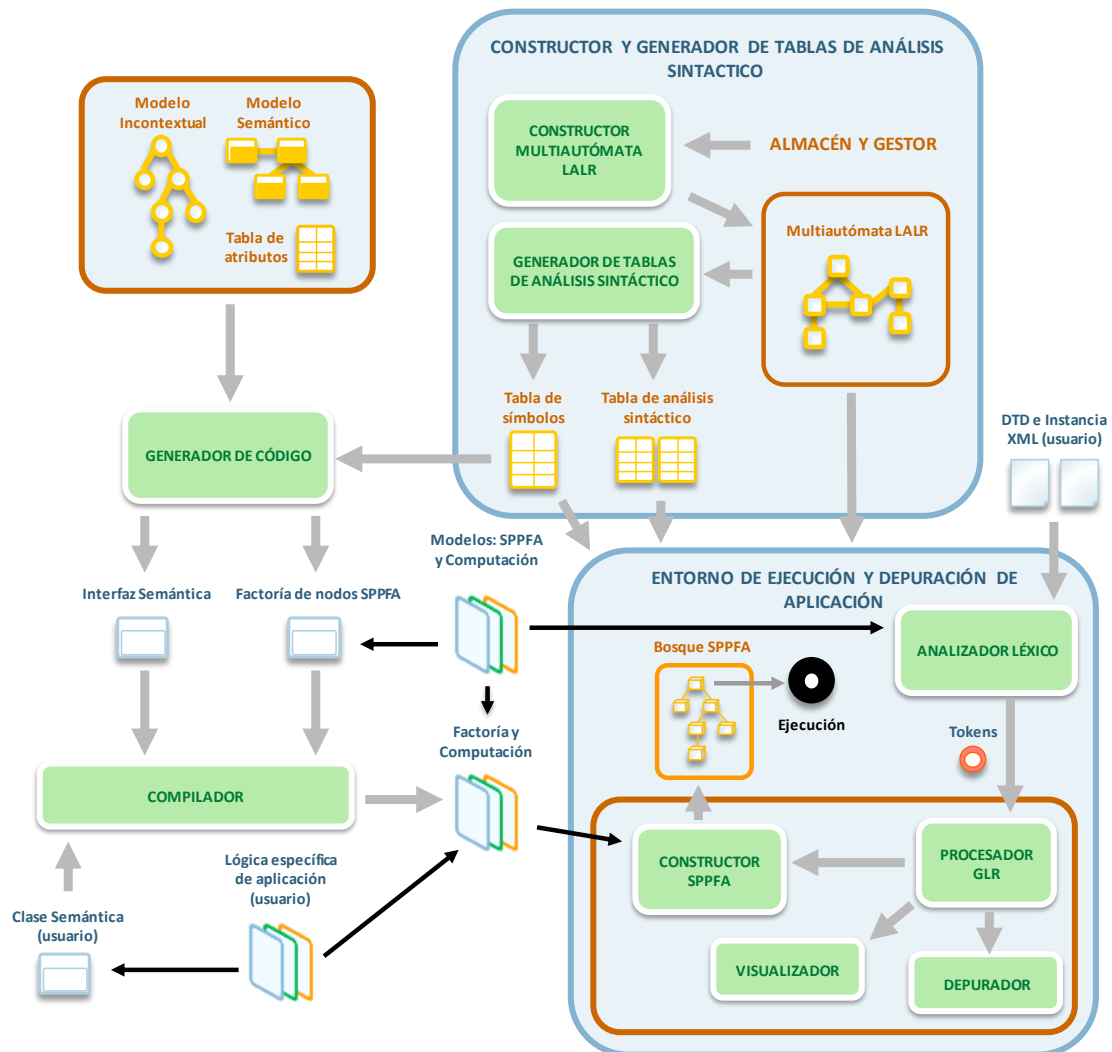 CONSTRUCTOR Y GENERADOR DE TABLAS DE ANÁLISIS
SINTACTICO
Modelo
Incontextual
Modelo
Semántico
Tabla de
atributos
CONSTRUCTOR
MULTIAUTÓMATA
LALR
ALMACÉN Y GESTOR
Multiautómata LALR
GENERADOR DE TABLAS
DE ANÁLISIS SINTÁCTICO
Tabla de
símbolos
Tabla de análisis
sintáctico
DTD e Instancia
XML (usuario)
GENERADOR DE CÓDIGO
Modelos: SPPFA
y Computación
Interfaz Semántica
Factoría de nodos SPPFA
ENTORNO DE EJECUCIÓN Y DEPURACIÓN DE
APLICACIÓN
Bosque SPPFA
ANALIZADOR LÉXICO
Ejecución
Tokens
Factoría y
Computación
COMPILADOR
CONSTRUCTOR
SPPFA
PROCESADOR
GLR
Lógica específica
de aplicación
(usuario)
Clase Semántica
(usuario)
VISUALIZADOR
DEPURADOR